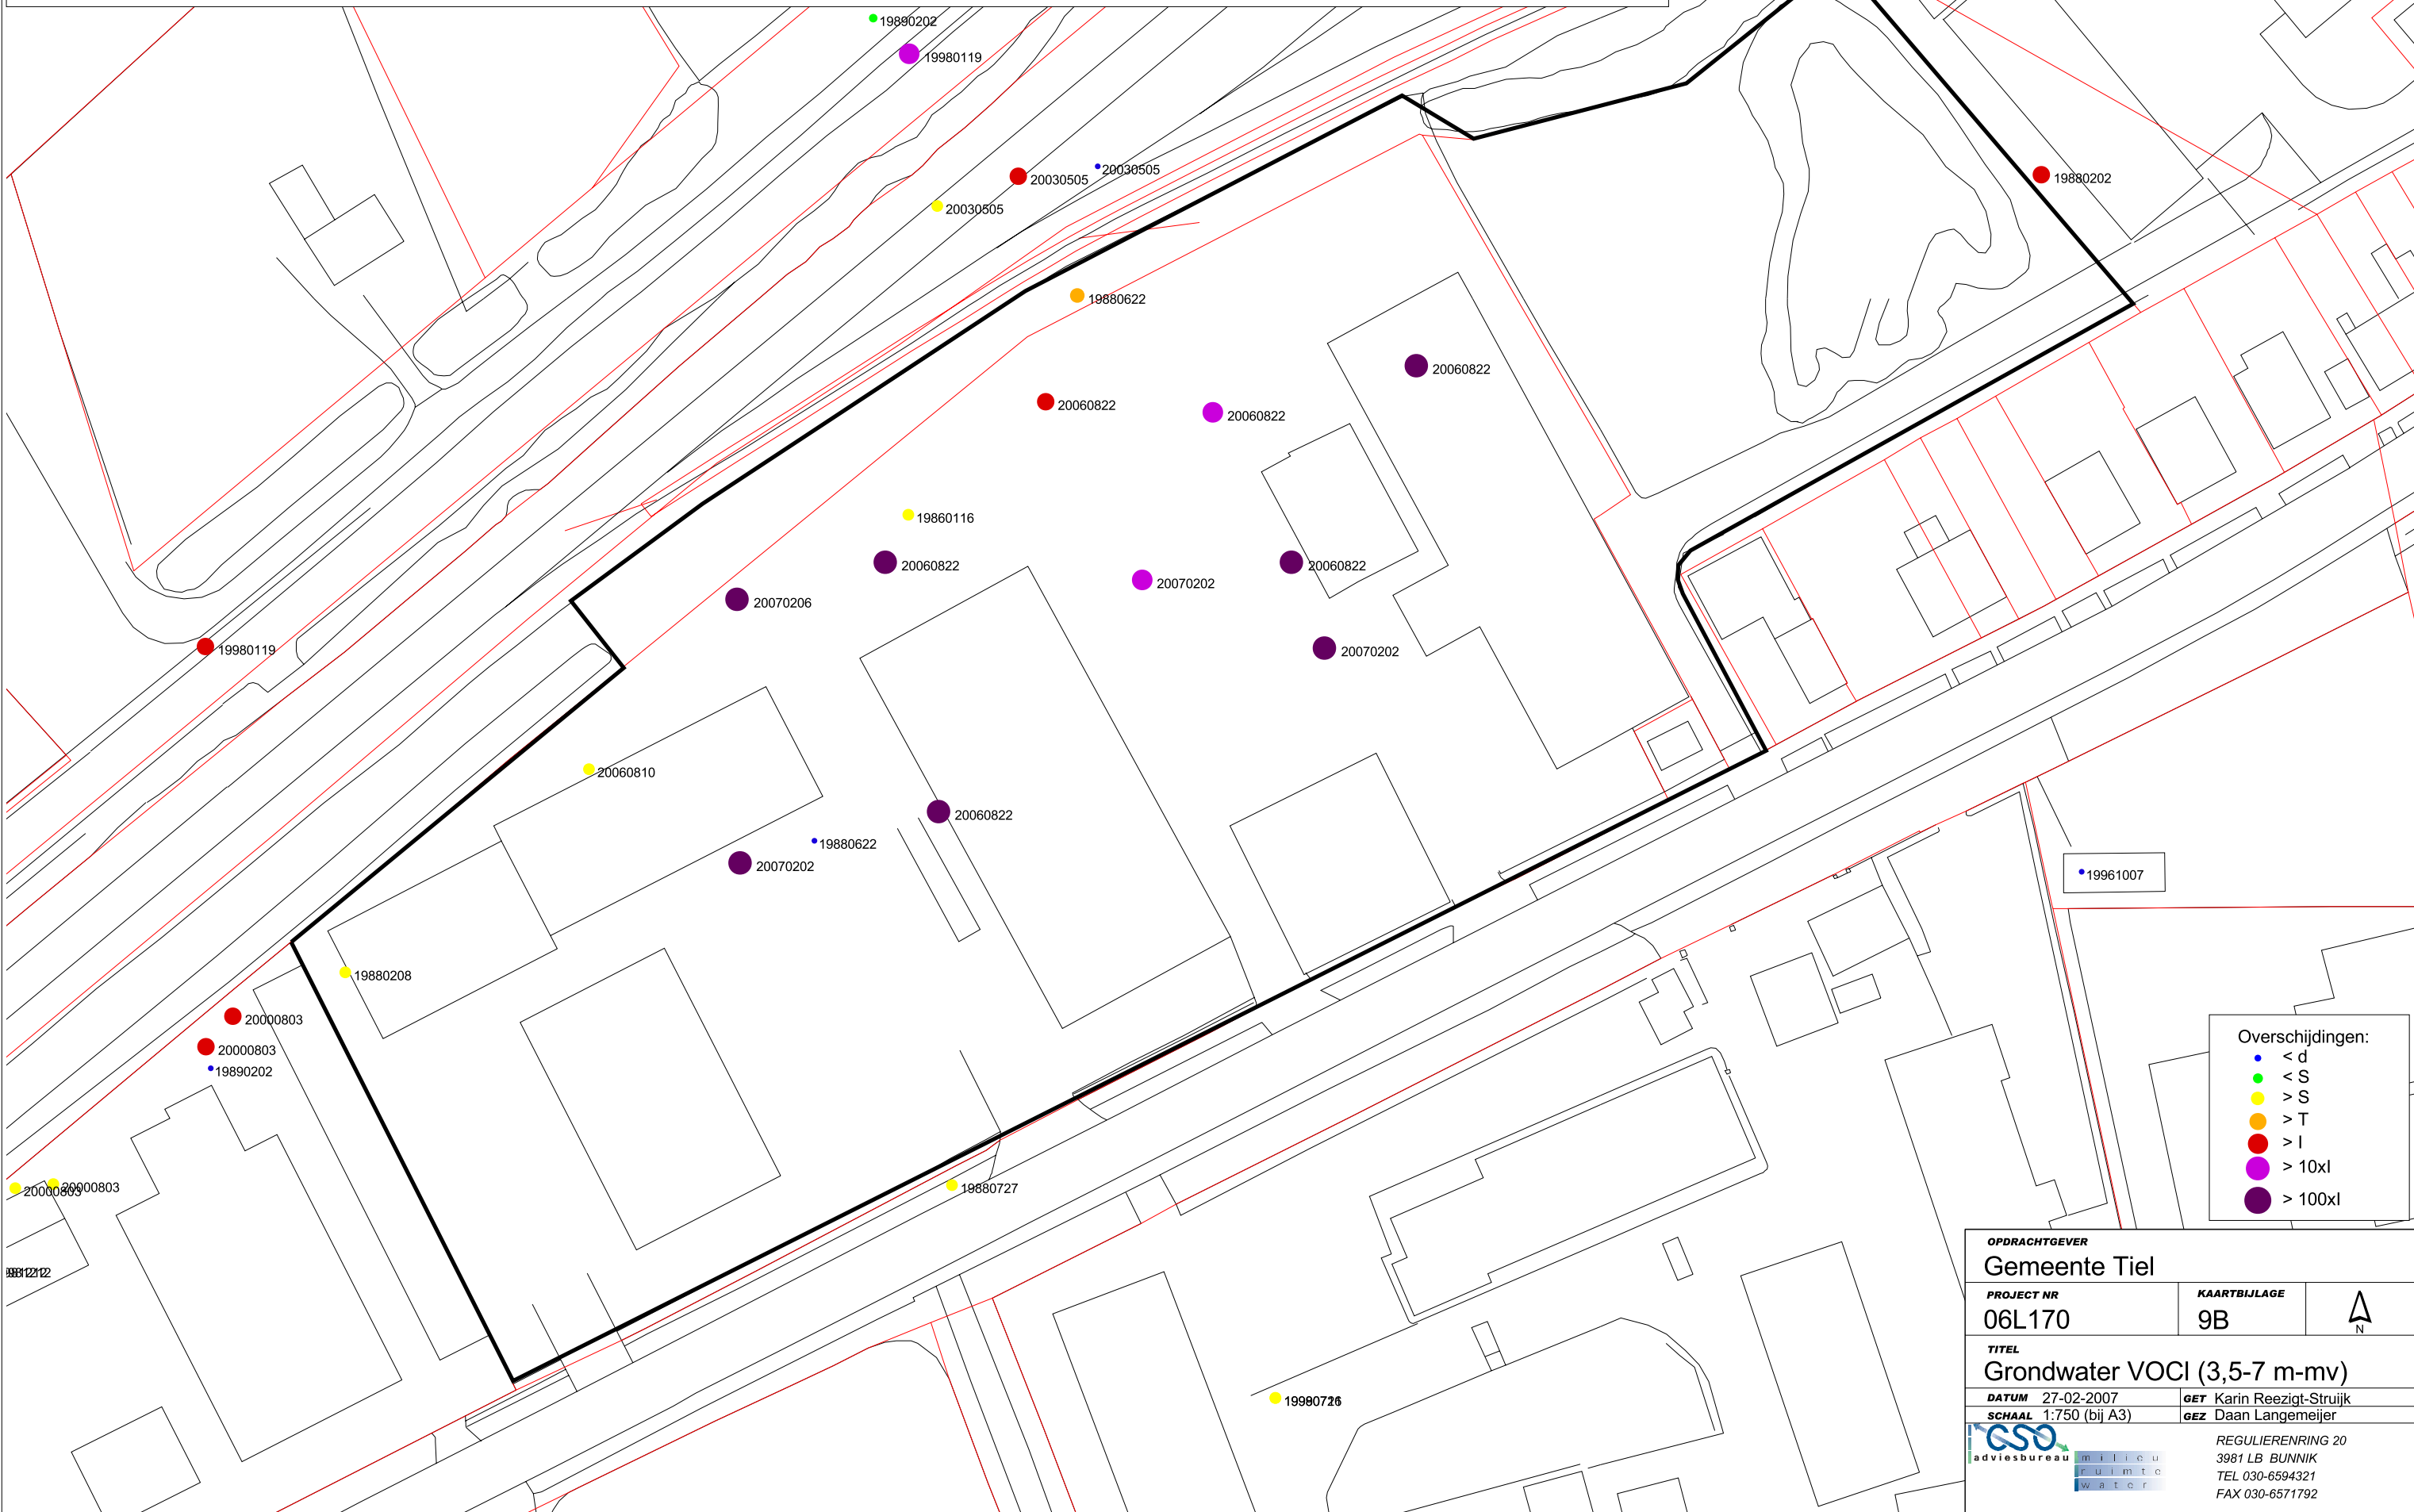 19890202
19980119
20030505
20030505
19880202
20030505
19880622
20060822
20060822
20060822
19860116
20060822
20060822
20070202
20070206
19980119
20070202
20060810
20060822
19880622
20070202
19961007
19880208
20000803
20000803
19890202
20000803
20000803
19880727
Overschijdingen:
< d
< S
> S
> T
> I
> 10xI
> 100xI
OPDRACHTGEVER
Gemeente Tiel
PROJECT NR
KAARTBIJLAGE
06L170
9B
N
TITEL
Grondwater VOCl (3,5-7 m-mv)
DATUM 27-02-2007
GET Karin Reezigt-Struijk
SCHAAL 1:750 (bij A3)
GEZ Daan Langemeijer
CSO
adviesbureau
milieu
ruimte
water
REGULIERENRING 20
3981 LB BUNNIK
TEL 030-6594321
FAX 030-6571792